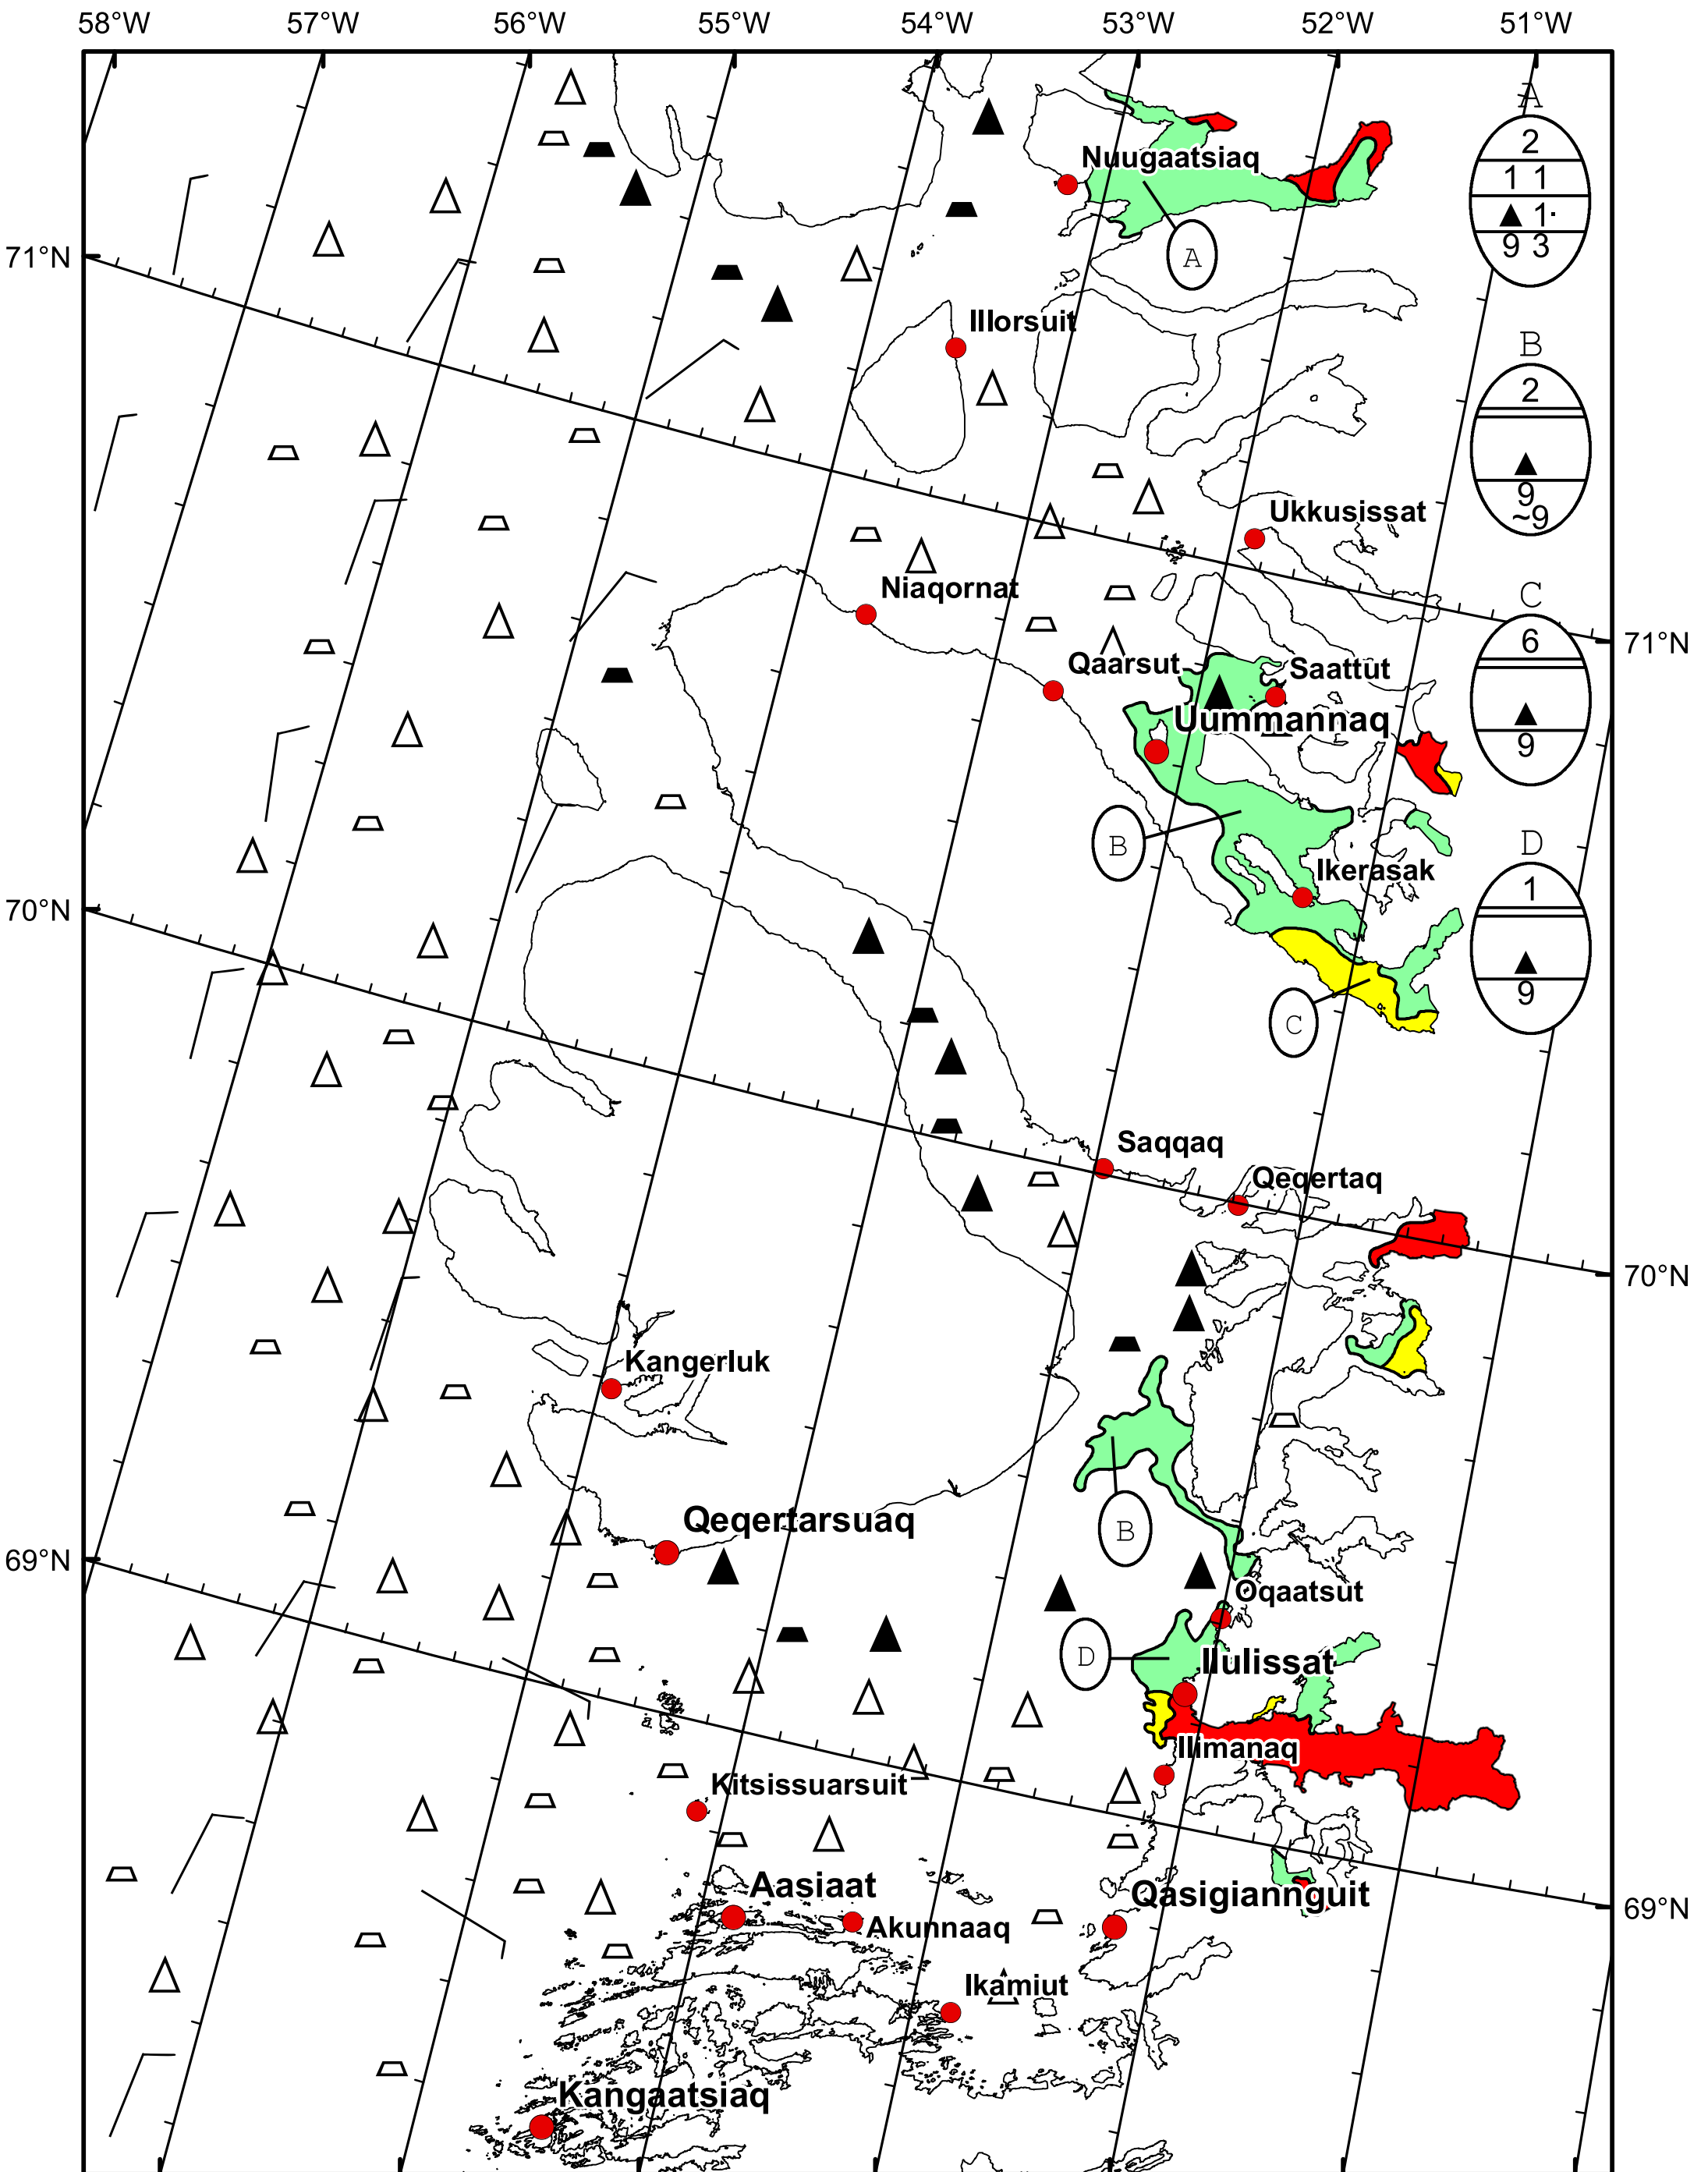 58°W 57°W 56°W 55°W 54°W 53°W 52°W 51°W
A
2
1 1
▲ 1·
9 3
Nuugaatsiaq
A
71°N
Illorsuit
B
2
▲
9
~9
Ukkusissat
Niaqornat
C
6
▲
9
71°N
Qaarsut
Saattut
Uummannaq
B
Ikerasak
D
1
▲
9
70°N
C
Saqqaq
Qeqertaq
70°N
Kangerluk
Qeqertarsuaq
B
69°N
Oqaatsut
D
Ilulissat
Ilimanaq
Kitsissuarsuit
Aasiaat
Qasigiannguit
69°N
Akunnaaq
Ikamiut
Kangaatsiaq